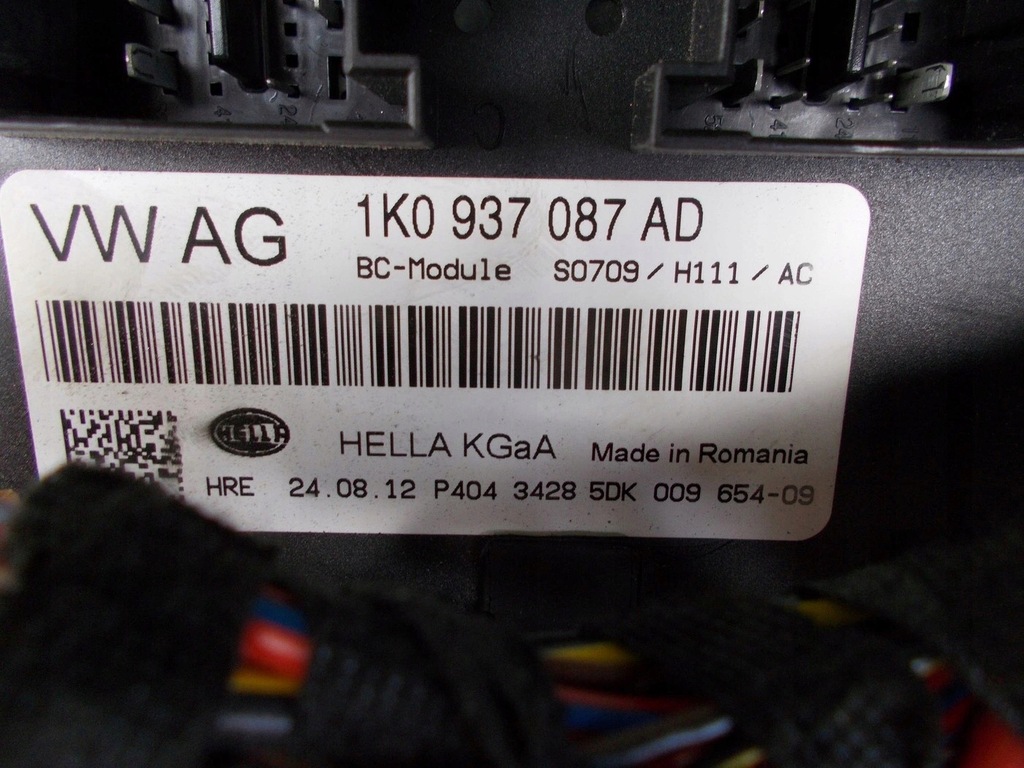 VW AG 1K0 937 087 AD
BC-Module S0709 / H111 / AC
HELLA
HELLA KGaA Made in Romania
HRE 24.08.12 P404 3428 5DK 009 654-09